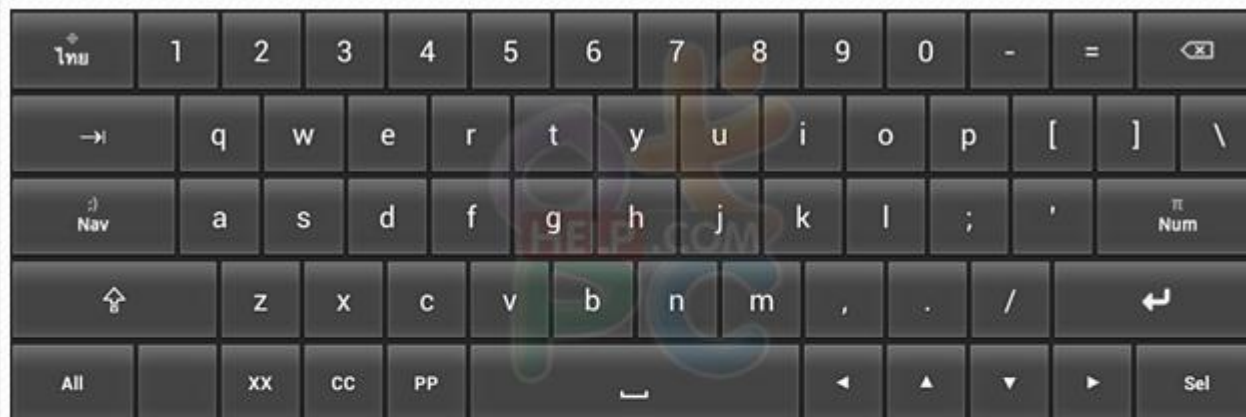 ไทย 1 2 3 4 5 6 7 8 9 0 - =
q w e r t y u i o p [ ] \
;) Nav a s d f g h j k l ; ' π Num
z x c v b n m , . /
All XX CC PP Sel
HELP.COM
PC